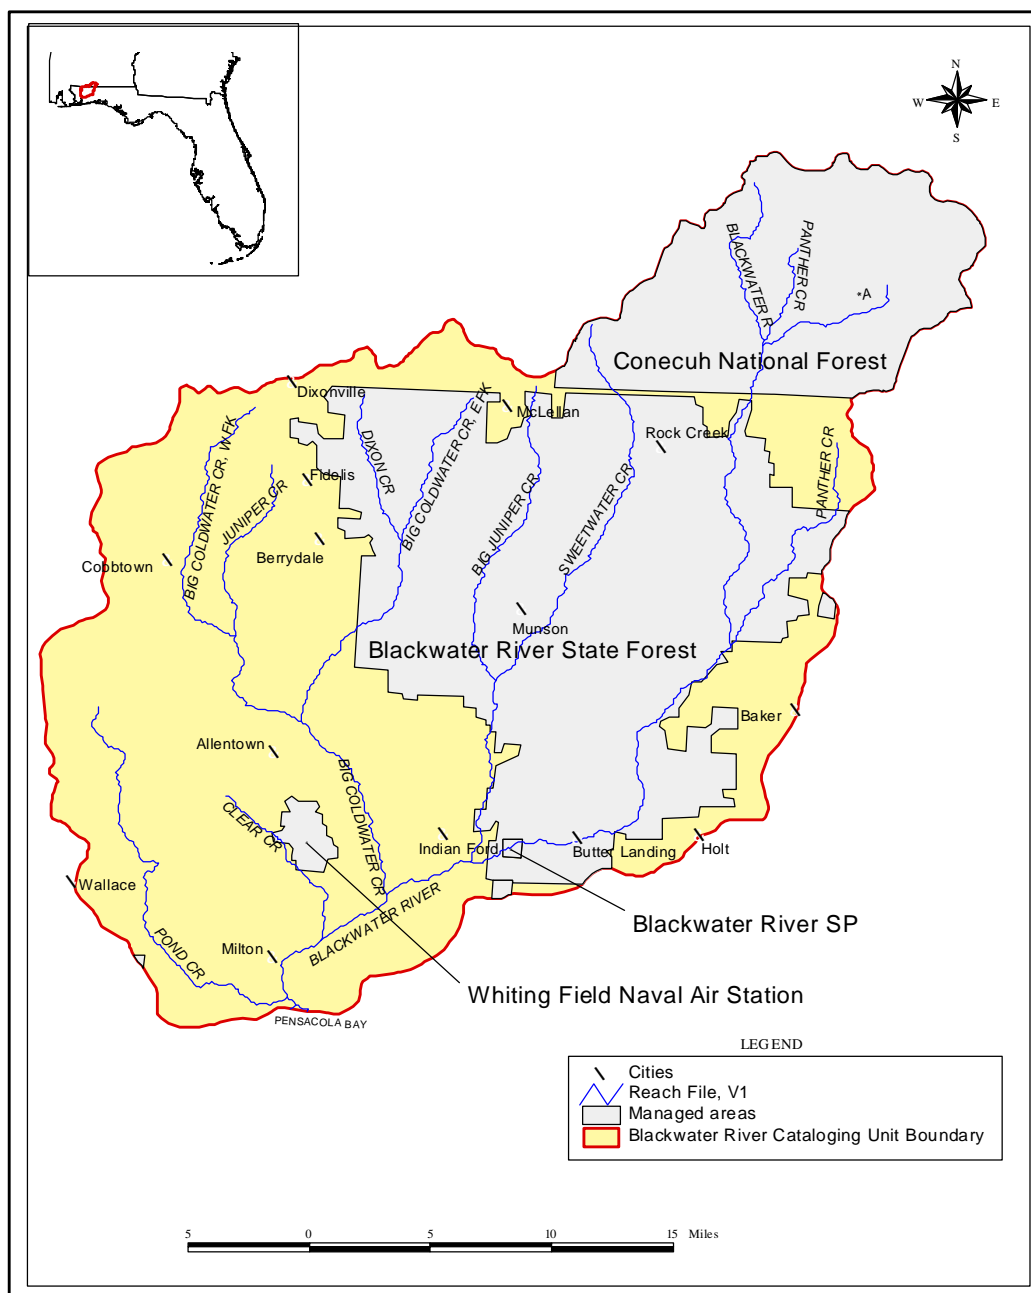 N
W
E
S
BLACKWATER R
PANTHER CR
*A
Conecuh National Forest
Dixonville
McLellan
BIG COLDWATER CR, W FK
DIXON CR
BIG COLDWATER CR, E FK
Rock Creek
PANTHER CR
Fidelis
JUNIPER CR
BIG JUNIPER CR
SWEETWATER CR
Berrydale
Cobbtown
Munson
Blackwater River State Forest
Baker
Allentown
BIG COLDWATER CR
CLEAR CR
Indian Ford
Butter Landing
Holt
Wallace
BLACKWATER RIVER
Blackwater River SP
POND CR
Milton
Whiting Field Naval Air Station
PENSACOLA BAY
LEGEND
Cities
Reach File, V1
Managed areas
Blackwater River Cataloging Unit Boundary
5 0 5 10 15 Miles